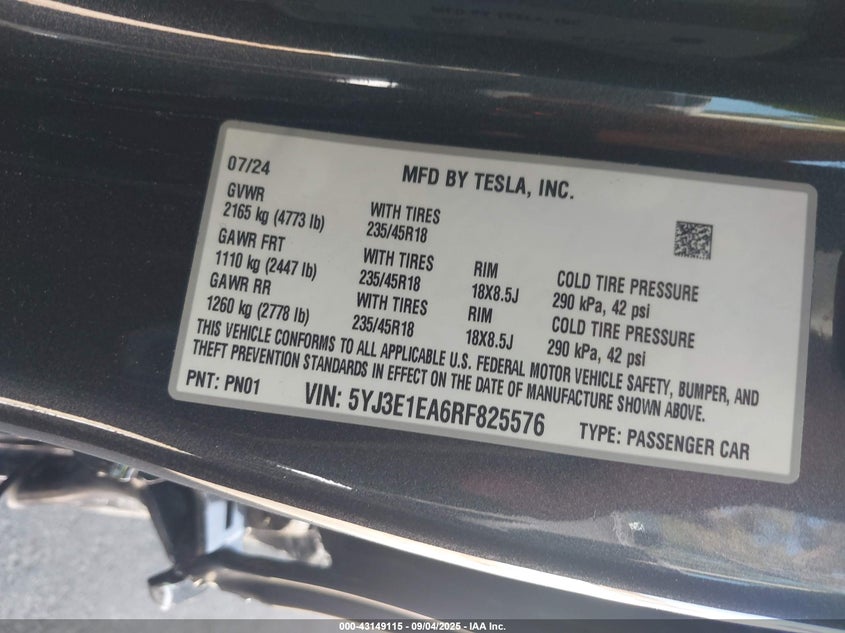 07/24
MFD BY TESLA, INC.
GVWR
2165 kg (4773 lb)
WITH TIRES
235/45R18
GAWR FRT
1110 kg (2447 lb)
WITH TIRES
235/45R18
RIM
18X8.5J
COLD TIRE PRESSURE
290 kPa, 42 psi
GAWR RR
1260 kg (2778 lb)
WITH TIRES
235/45R18
RIM
18X8.5J
COLD TIRE PRESSURE
290 kPa, 42 psi
THIS VEHICLE CONFORMS TO ALL APPLICABLE U.S. FEDERAL MOTOR VEHICLE SAFETY, BUMPER, AND
THEFT PREVENTION STANDARDS IN EFFECT ON THE DATE OF MANUFACTURE SHOWN ABOVE.
PNT: PN01
VIN: 5YJ3E1EA6RF825576
TYPE: PASSENGER CAR
000-43149115 - 09/04/2025 - IAA Inc.